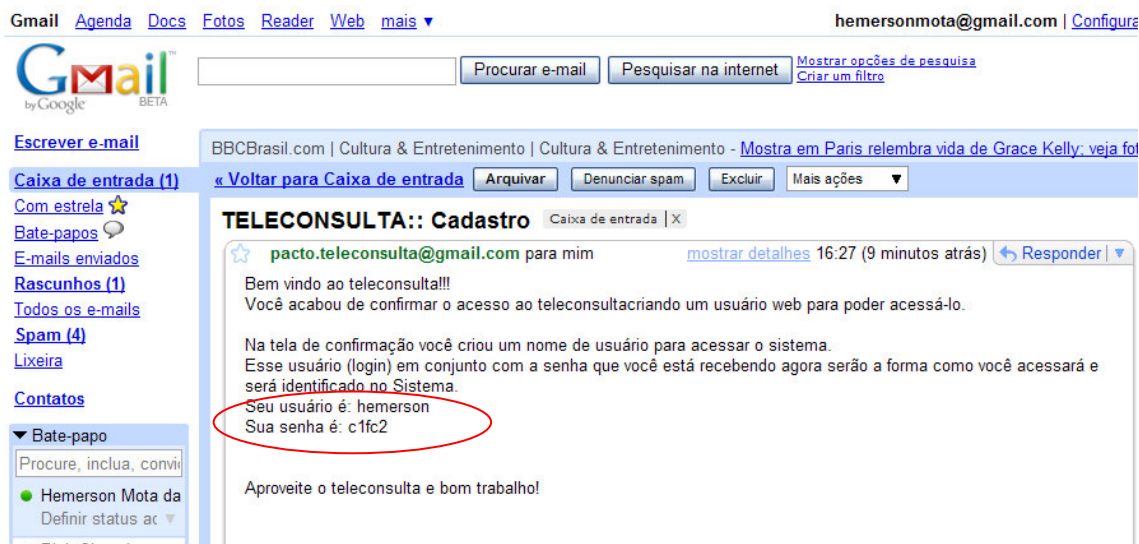 Gmail Agenda Docs Fotos Reader Web mais ▼
hemersonmota@gmail.com | Configura
Gmail™
by Google BETA
Procurar e-mail Pesquisar na internet
Mostrar opções de pesquisa
Criar um filtro
Escrever e-mail
Caixa de entrada (1)
Com estrela
Bate-papos
E-mails enviados
Rascunhos (1)
Todos os e-mails
Spam (4)
Lixeira
Contatos
▼ Bate-papo
Procure, inclua, convi
Hemerson Mota da
Definir status ac ▼
BBCBrasil.com | Cultura & Entretenimento | Cultura & Entretenimento - Mostra em Paris relembra vida de Grace Kelly; veja fot
« Voltar para Caixa de entrada Arquivar Denunciar spam Excluir Mais ações ▼
TELECONSULTA:: Cadastro Caixa de entrada | X
pacto.teleconsulta@gmail.com para mim mostrar detalhes 16:27 (9 minutos atrás) Responder | ▼
Bem vindo ao teleconsulta!!!
Você acabou de confirmar o acesso ao teleconsultacriando um usuário web para poder acessá-lo.
Na tela de confirmação você criou um nome de usuário para acessar o sistema.
Esse usuário (login) em conjunto com a senha que você está recebendo agora serão a forma como você acessará e
será identificado no Sistema.
Seu usuário é: hemerson
Sua senha é: c1fc2
Aproveite o teleconsulta e bom trabalho!